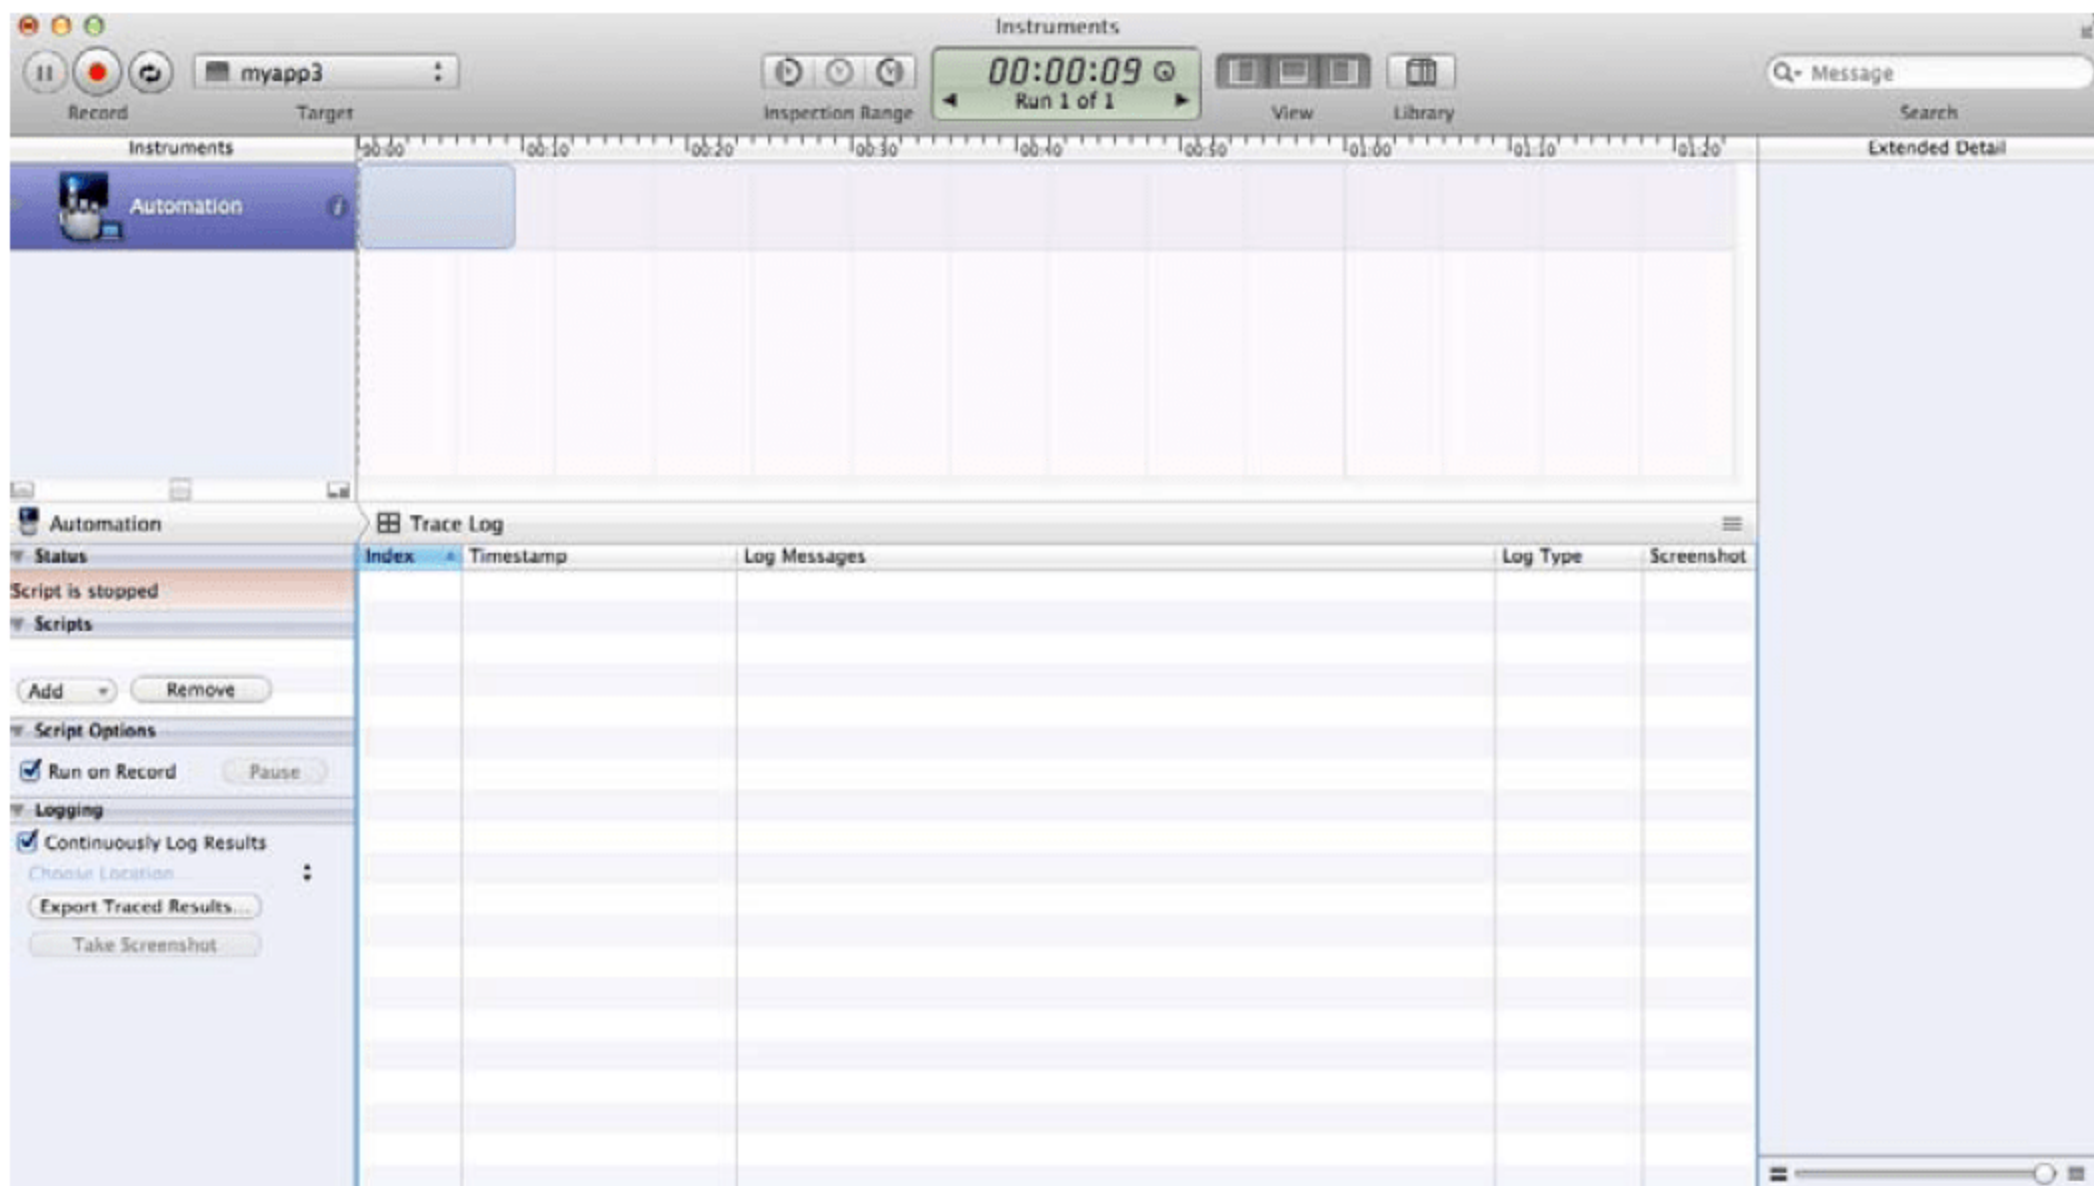 Instruments
myapp3
00:00:09
Run 1 of 1
Message
Record
Target
Inspection Range
View
Library
Search
Instruments
00:00 00:10 00:20 00:30 00:40 00:50 01:00 01:10 01:20
Extended Detail
Automation
Automation
Trace Log
Status
Index Timestamp Log Messages Log Type Screenshot
Script is stopped
Scripts
Add
Remove
Script Options
Run on Record
Pause
Logging
Continuously Log Results
Choose Location...
Export Traced Results...
Take Screenshot